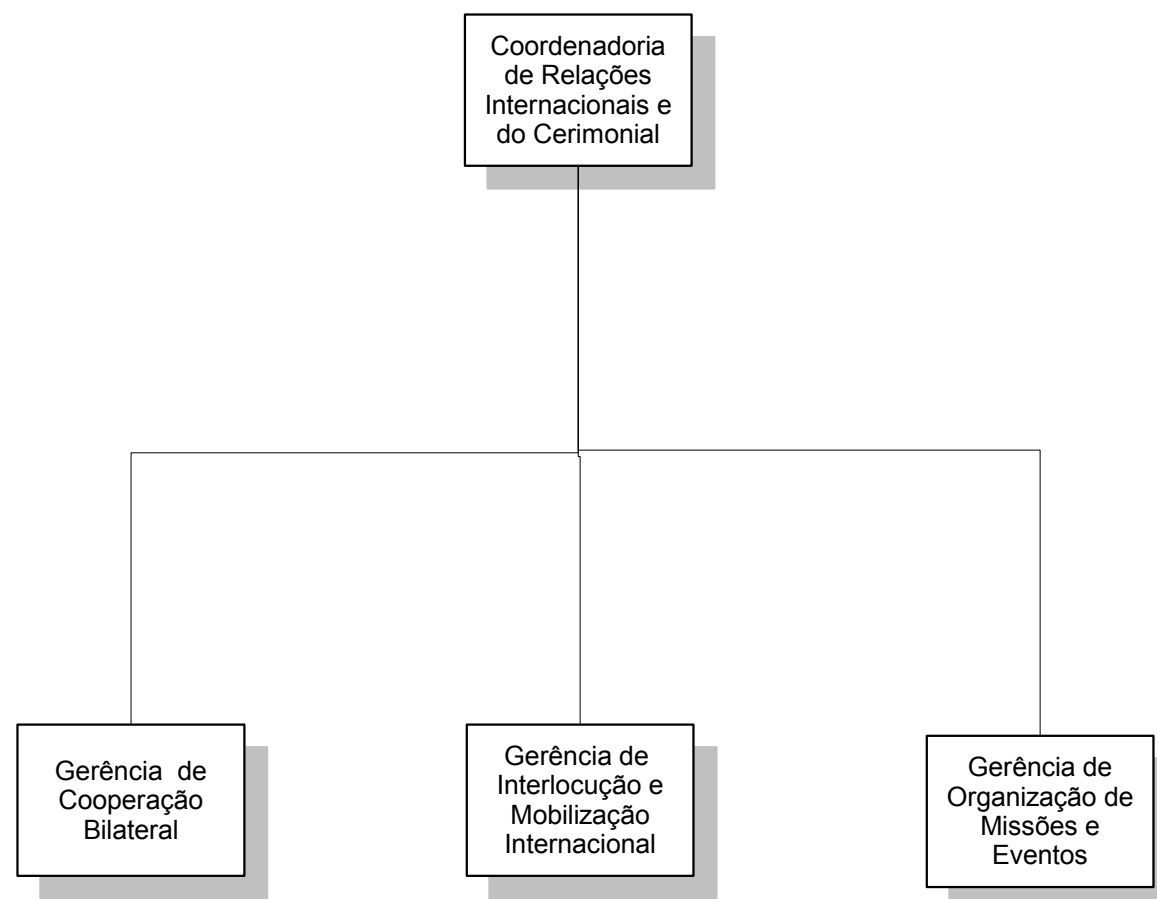 Coordenadoria
de Relações
Internacionais e
do Cerimonial
Gerência de
Cooperação
Bilateral
Gerência de
Interlocução e
Mobilização
Internacional
Gerência de
Organização de
Missões e
Eventos